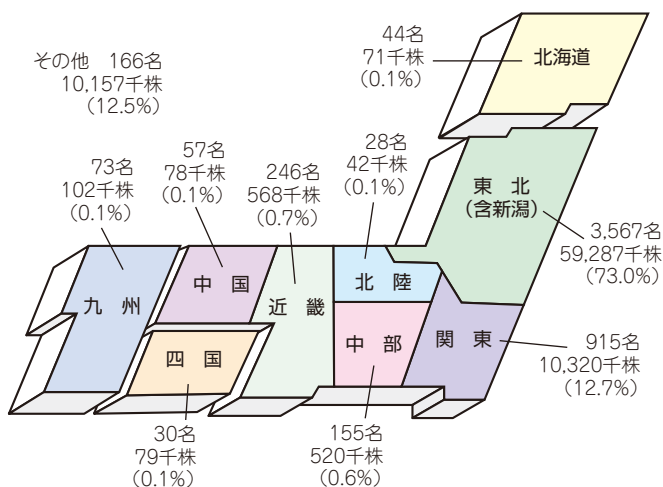 その他 166名
10,157千株
(12.5%)
44名
71千株
(0.1%)
北海道
57名
78千株
(0.1%)
28名
42千株
(0.1%)
73名
102千株
(0.1%)
246名
568千株
(0.7%)
東 北
(含新潟)
3,567名
59,287千株
(73.0%)
九 州
中 国
近 畿
北 陸
四 国
中 部
関 東
915名
10,320千株
(12.7%)
30名
79千株
(0.1%)
155名
520千株
(0.6%)